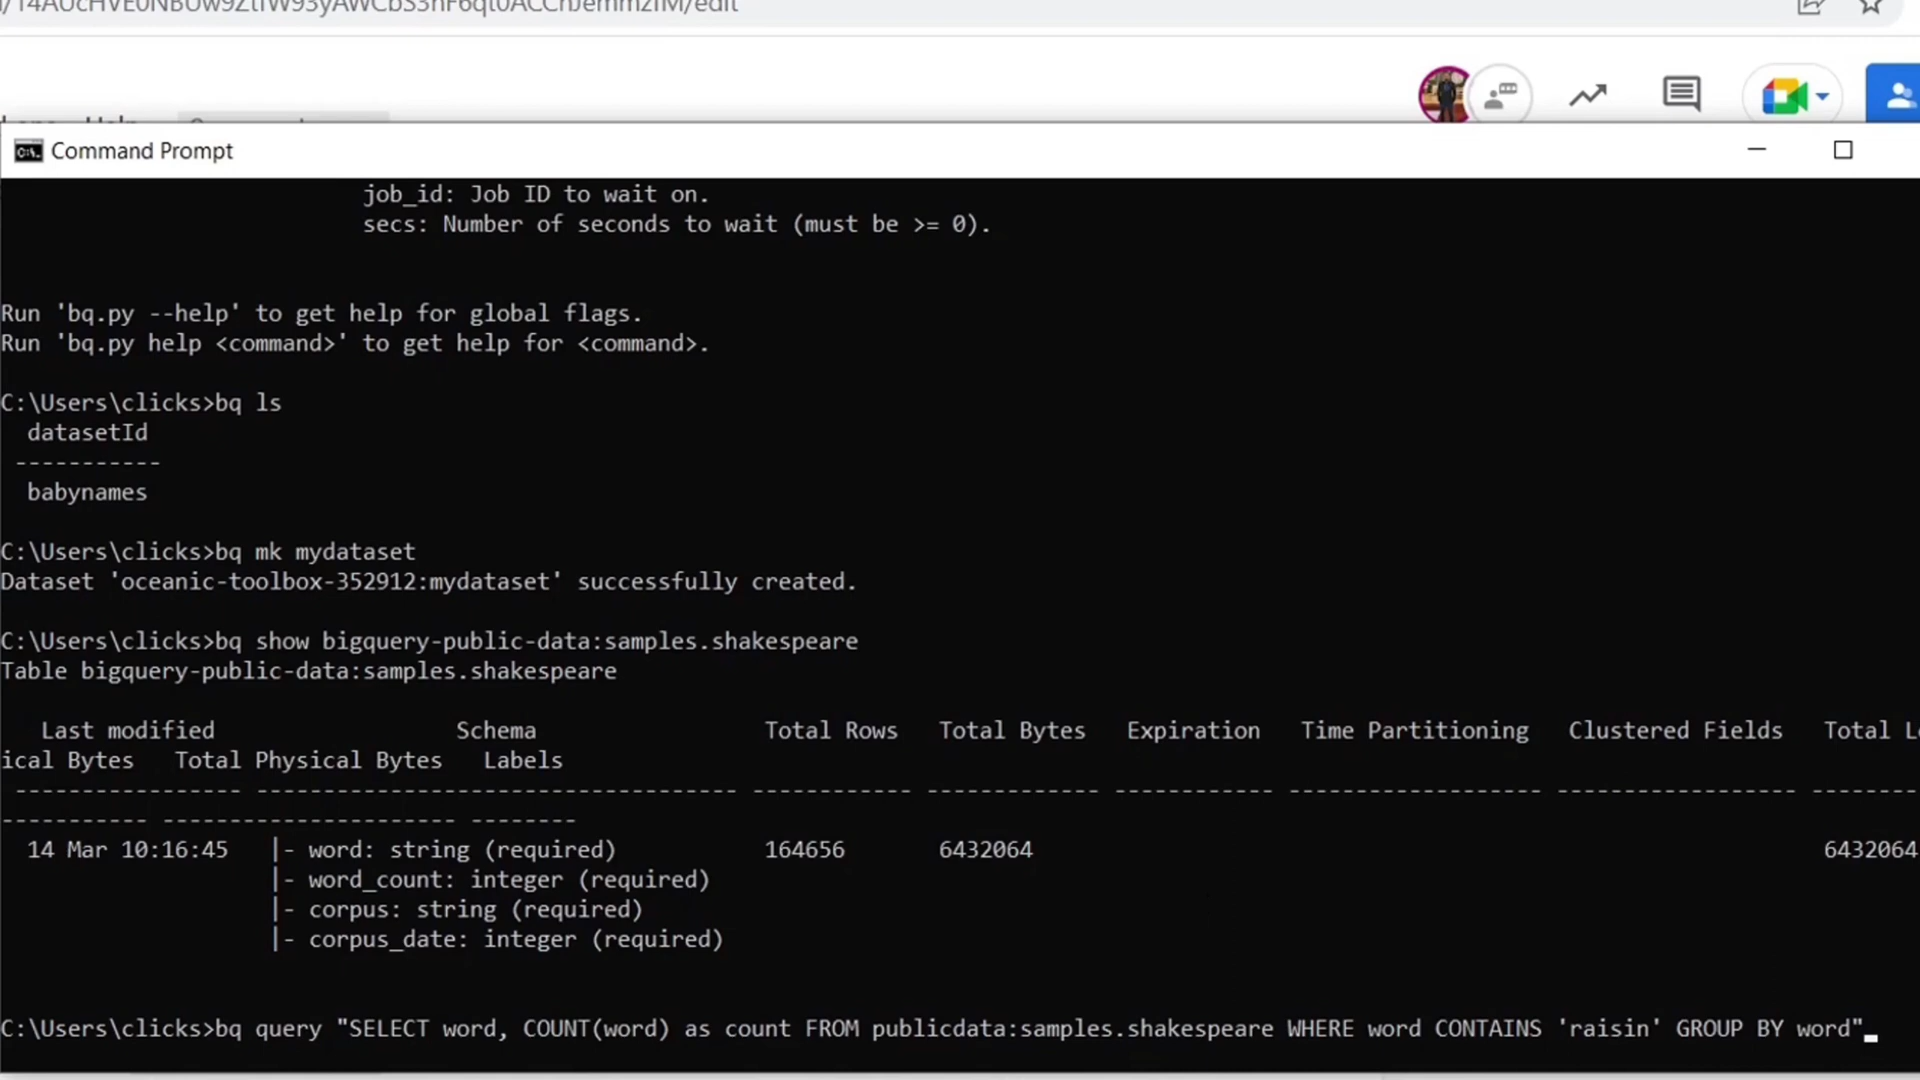 Command Prompt
job_id: Job ID to wait on.
secs: Number of seconds to wait (must be >= 0).
Run 'bq.py --help' to get help for global flags.
Run 'bq.py help <command>' to get help for <command>.
C:\Users\clicks>bq ls
datasetId
-----------
babynames
C:\Users\clicks>bq mk mydataset
Dataset 'oceanic-toolbox-352912:mydataset' successfully created.
C:\Users\clicks>bq show bigquery-public-data:samples.shakespeare
Table bigquery-public-data:samples.shakespeare
Last modified Schema Total Rows Total Bytes Expiration Time Partitioning Clustered Fields Total L
ical Bytes Total Physical Bytes Labels
----------------- ------------------------------------ ------------ ------------- ------------ ------------------- ------------------ --------
----------- ---------------------- --------
14 Mar 10:16:45 |- word: string (required) 164656 6432064 6432064
|- word_count: integer (required)
|- corpus: string (required)
|- corpus_date: integer (required)
C:\Users\clicks>bq query "SELECT word, COUNT(word) as count FROM publicdata:samples.shakespeare WHERE word CONTAINS 'raisin' GROUP BY word"